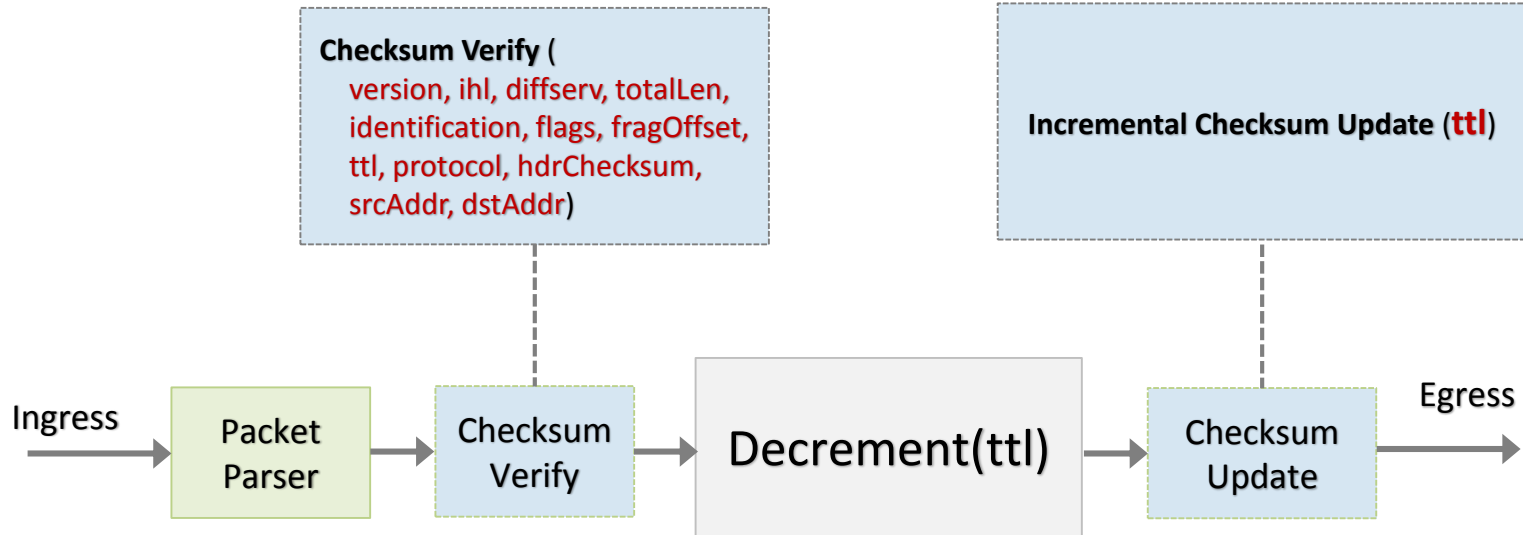 Checksum Verify (
version, ihl, diffserv, totalLen,
identification, flags, fragOffset,
ttl, protocol, hdrChecksum,
srcAddr, dstAddr)
Incremental Checksum Update (ttl)
Ingress
Packet
Parser
Checksum
Verify
Decrement(ttl)
Checksum
Update
Egress